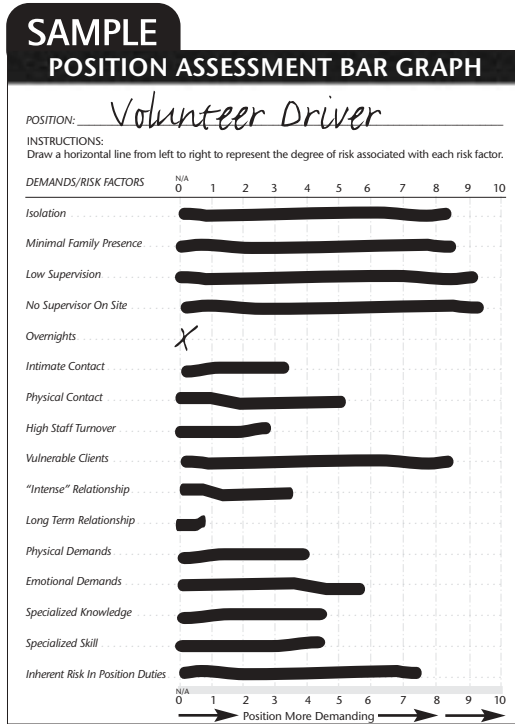 SAMPLE
POSITION ASSESSMENT BAR GRAPH
POSITION: Volunteer Driver
INSTRUCTIONS:
Draw a horizontal line from left to right to represent the degree of risk associated with each risk factor.
DEMANDS/RISK FACTORS N/A 0 1 2 3 4 5 6 7 8 9 10
Isolation
Minimal Family Presence
Low Supervision
No Supervisor On Site
Overnights X
Intimate Contact
Physical Contact
High Staff Turnover
Vulnerable Clients
"Intense" Relationship
Long Term Relationship
Physical Demands
Emotional Demands
Specialized Knowledge
Specialized Skill
Inherent Risk In Position Duties
N/A 0 1 2 3 4 5 6 7 8 9 10
Position More Demanding